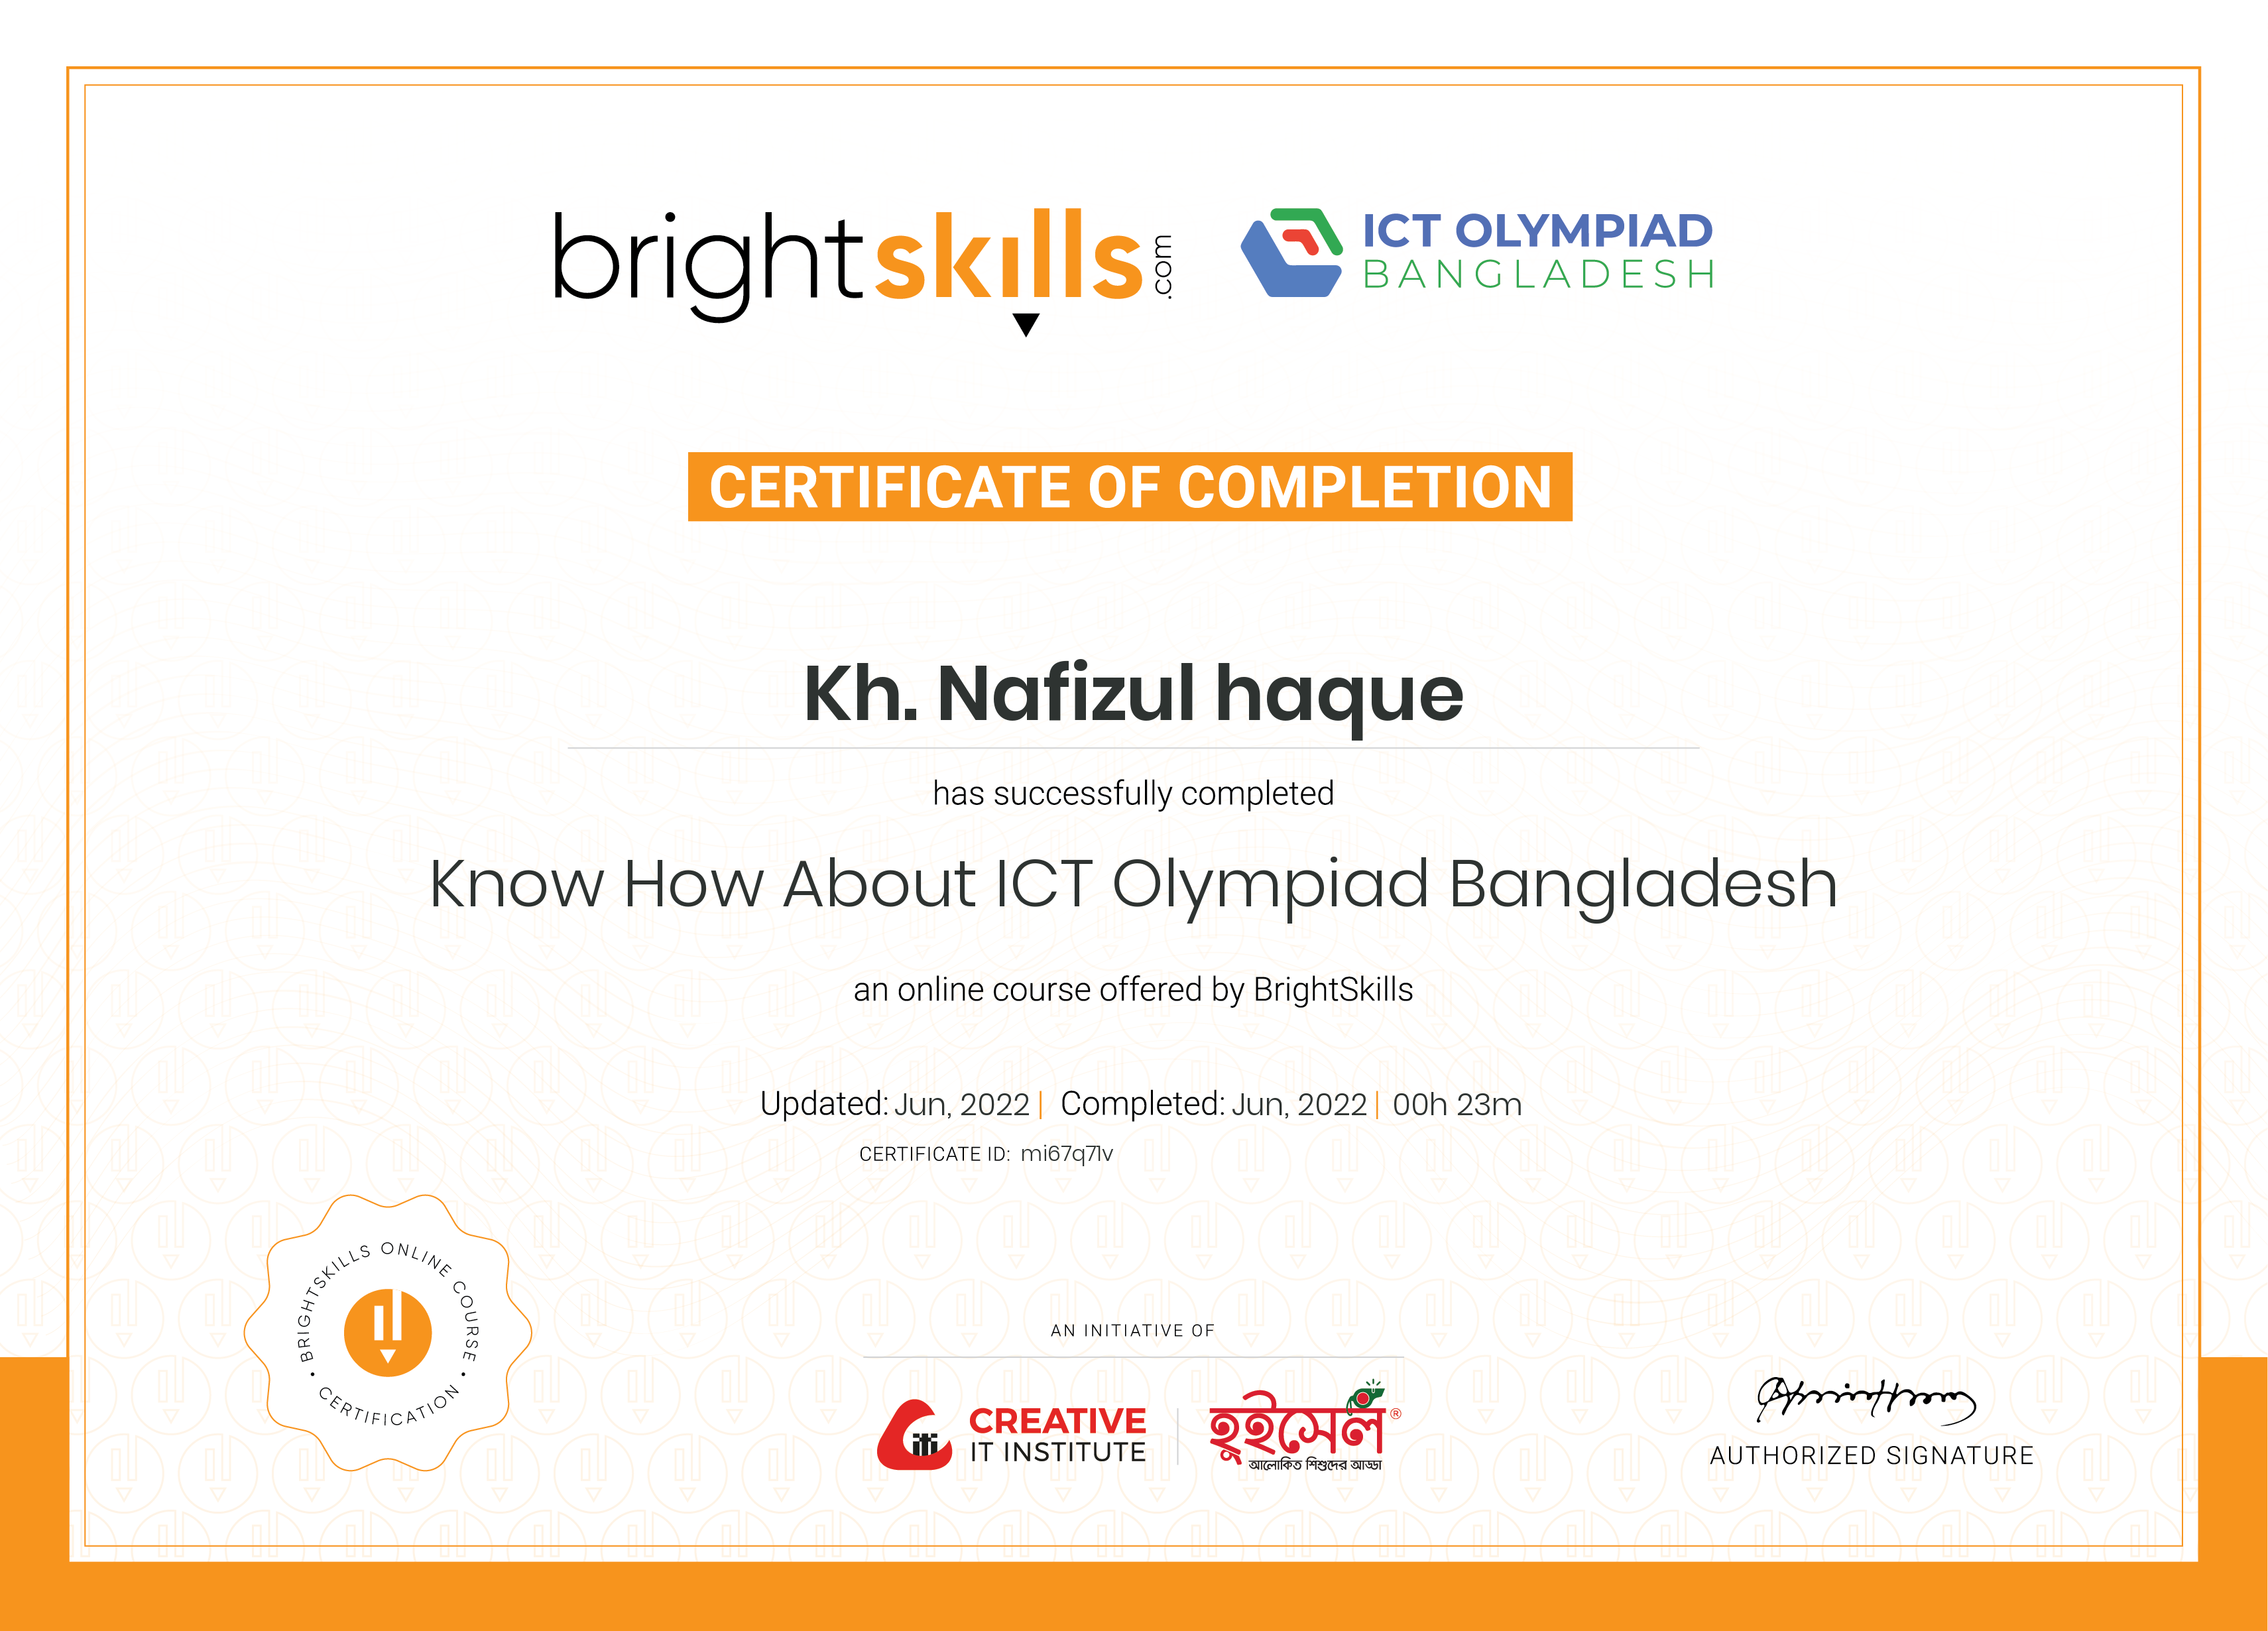 brightskills.com
ICT OLYMPIAD
BANGLADESH
CERTIFICATE OF COMPLETION
Kh. Nafizul haque
has successfully completed
Know How About ICT Olympiad Bangladesh
an online course offered by BrightSkills
Updated: Jun, 2022 | Completed: Jun, 2022 | 00h 23m
CERTIFICATE ID: mi67q71v
BRIGHTSKILLS ONLINE COURSE
• CERTIFICATION •
AN INITIATIVE OF
CREATIVE
IT INSTITUTE
হুইসেল®
আলোকিত শিশুদের আড্ডা
AUTHORIZED SIGNATURE